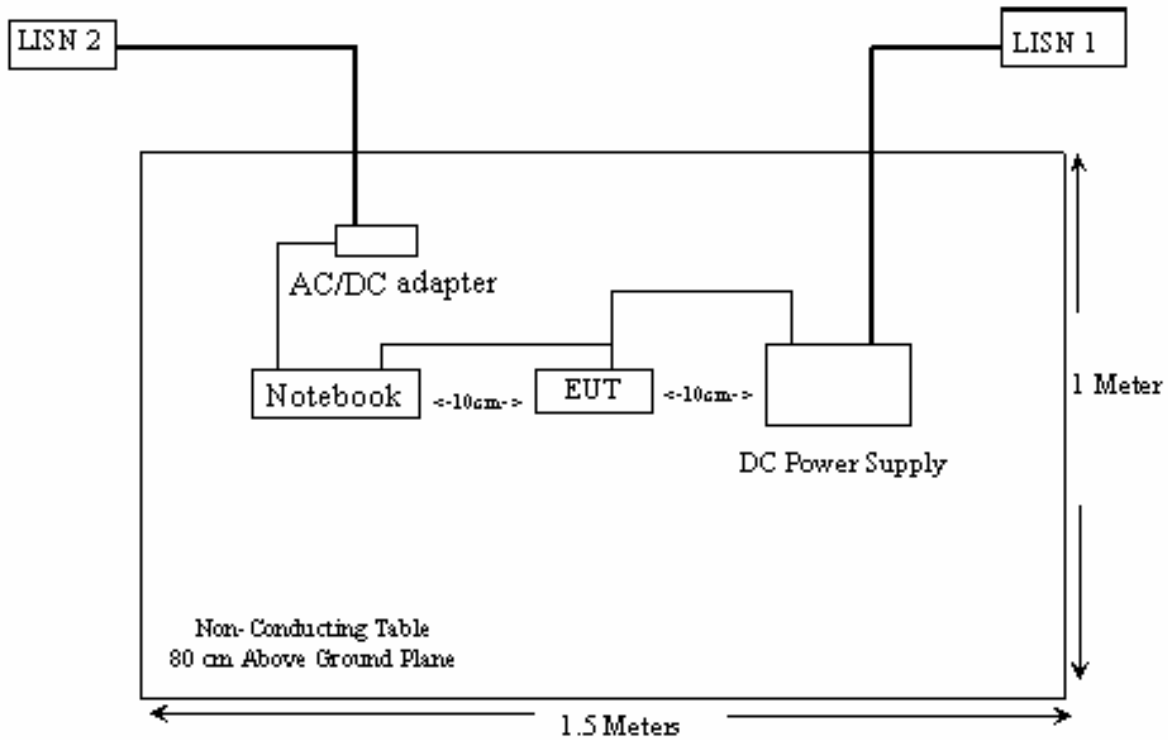 LISN 2
LISN 1
AC/DC adapter
Notebook
<-10cm->
EUT
<-10cm->
DC Power Supply
1 Meter
Non-Conducting Table
80 cm Above Ground Plane
1.5 Meters